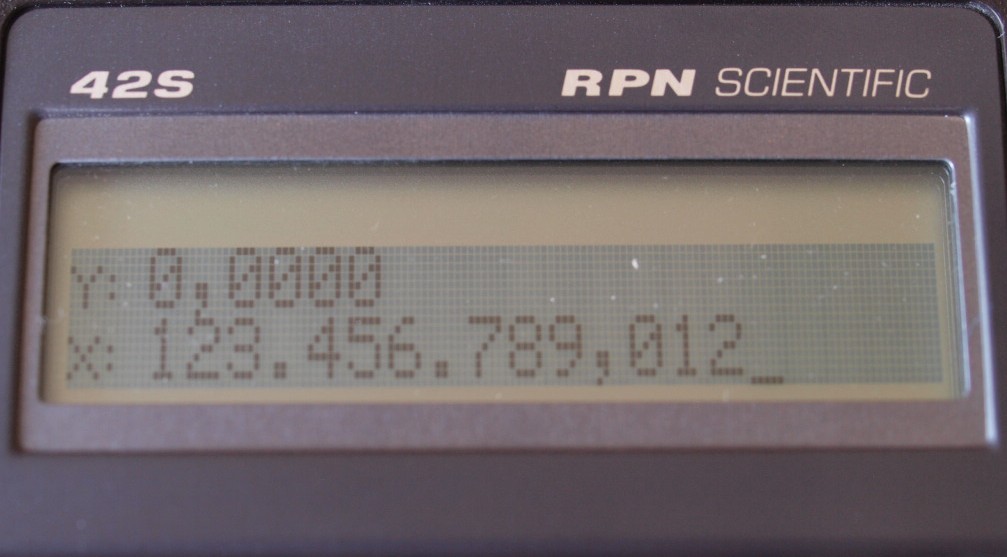 42S RPN SCIENTIFIC
Y: 0,0000
X: 123.456.789,012_